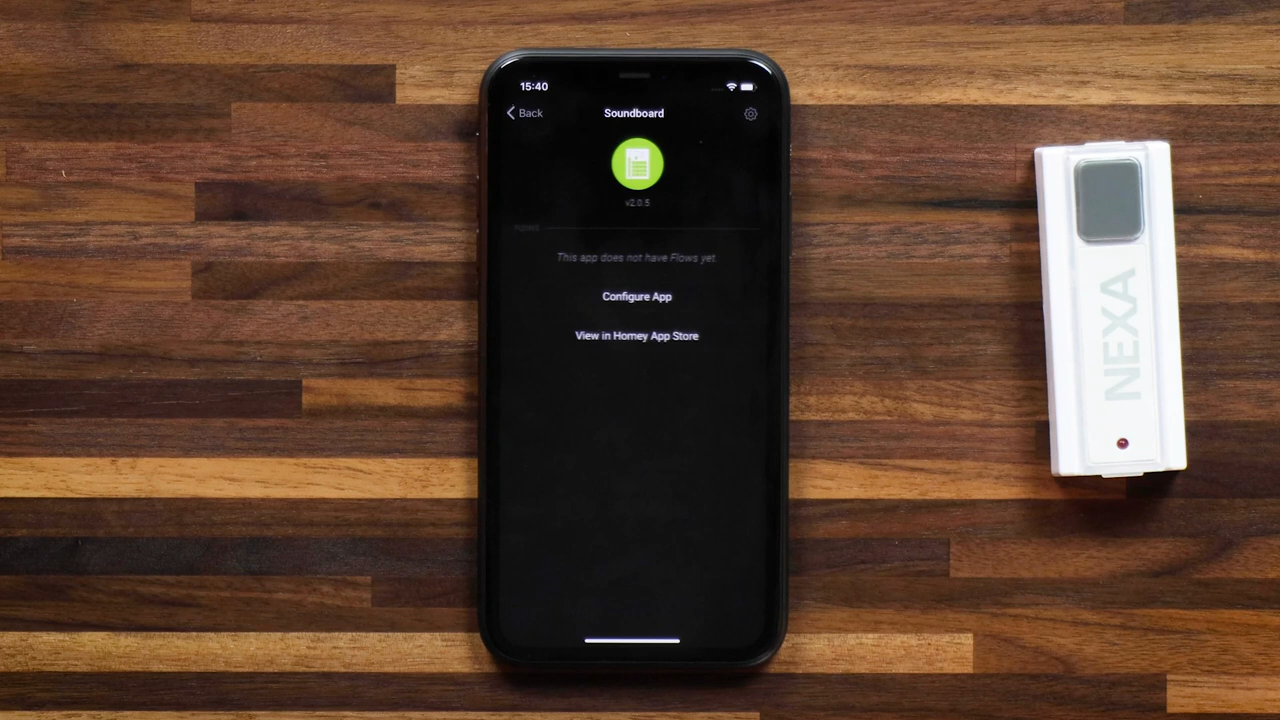 15:40
Back
Soundboard
v2.0.5
FLOWS
This app does not have Flows yet.
Configure App
View in Homey App Store
NEXA